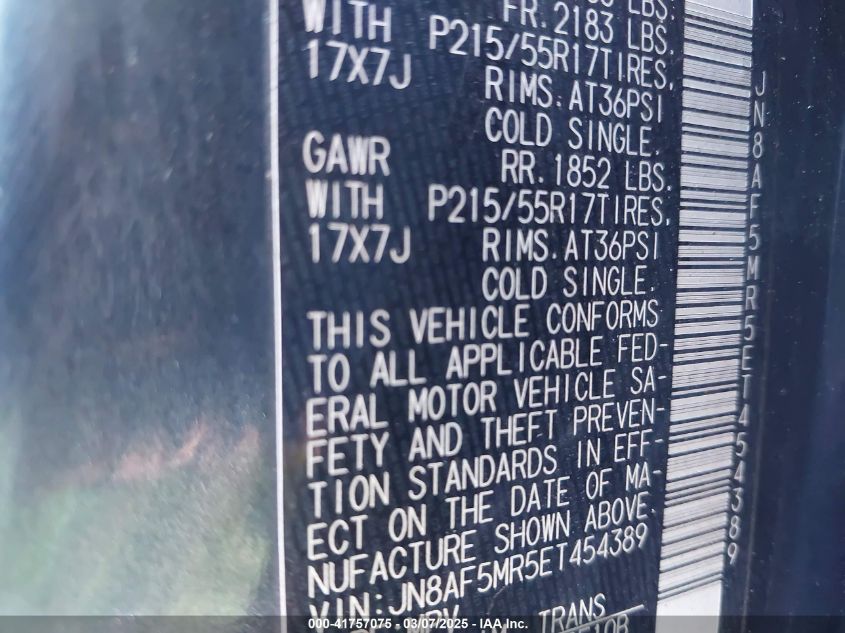 FR. 2183 LBS.
WITH P215/55R17TIRES,
17X7J RIMS. AT36PSI
COLD SINGLE.
GAWR RR. 1852 LBS.
WITH P215/55R17TIRES,
17X7J RIMS. AT36PSI
COLD SINGLE.
THIS VEHICLE CONFORMS
TO ALL APPLICABLE FED-
ERAL MOTOR VEHICLE SA-
FETY AND THEFT PREVEN-
TION STANDARDS IN EFF-
ECT ON THE DATE OF MA-
NUFACTURE SHOWN ABOVE.
VIN:JN8AF5MR5ET454389
MPV TRANS
JN8AF5MR5ET454389
000-41757075 - 03/07/2025 - IAA, Inc.